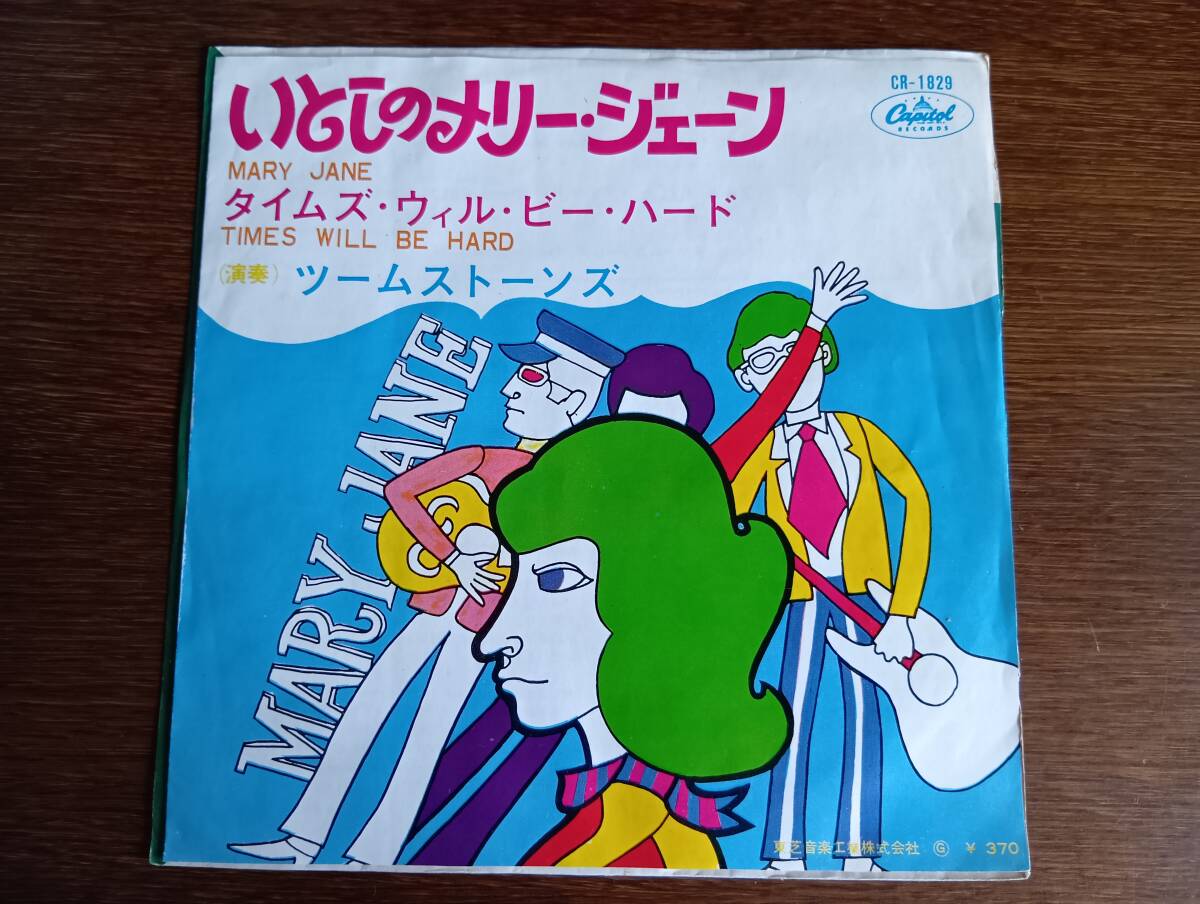 いとしのメリー・ジェーン
MARY JANE
タイムズ・ウィル・ビー・ハード
TIMES WILL BE HARD
(演奏) ツームストーンズ
CR-1829
Capitol
RECORDS
MARY JANE
東芝音楽工業株式会社 Ⓖ ¥ 370